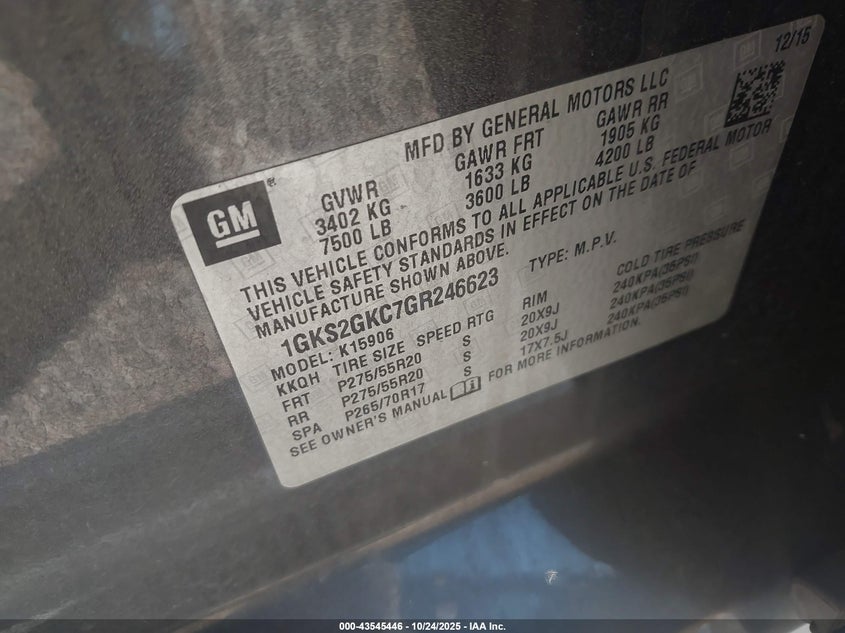 12/15
GM
®
MFD BY GENERAL MOTORS LLC
GVWR GAWR FRT GAWR RR
3402 KG 1633 KG 1905 KG
7500 LB 3600 LB 4200 LB
THIS VEHICLE CONFORMS TO ALL APPLICABLE U.S. FEDERAL MOTOR
VEHICLE SAFETY STANDARDS IN EFFECT ON THE DATE OF
MANUFACTURE SHOWN ABOVE.
1GKS2GKC7GR246623 TYPE: M.P.V.
MODEL: K15906
KKQH TIRE SIZE SPEED RTG RIM COLD TIRE PRESSURE
FRT P275/55R20 S 20X9J 240KPA(35PSI)
RR P275/55R20 S 20X9J 240KPA(35PSI)
SPA P265/70R17 S 17X7.5J 240KPA(35PSI)
SEE OWNER'S MANUAL FOR MORE INFORMATION.
000-43545446 | 10/24/2025 | IAA Inc.